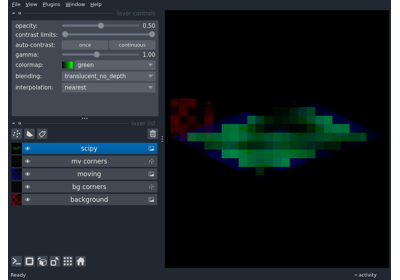 File View Plugins Window Help
layer controls
opacity: 0.50
contrast limits:
auto-contrast: once continuous
gamma: 1.00
colormap: green
blending: translucent_no_depth
interpolation: nearest
layer list
scipy
mv corners
moving
bg corners
background
Ready activity